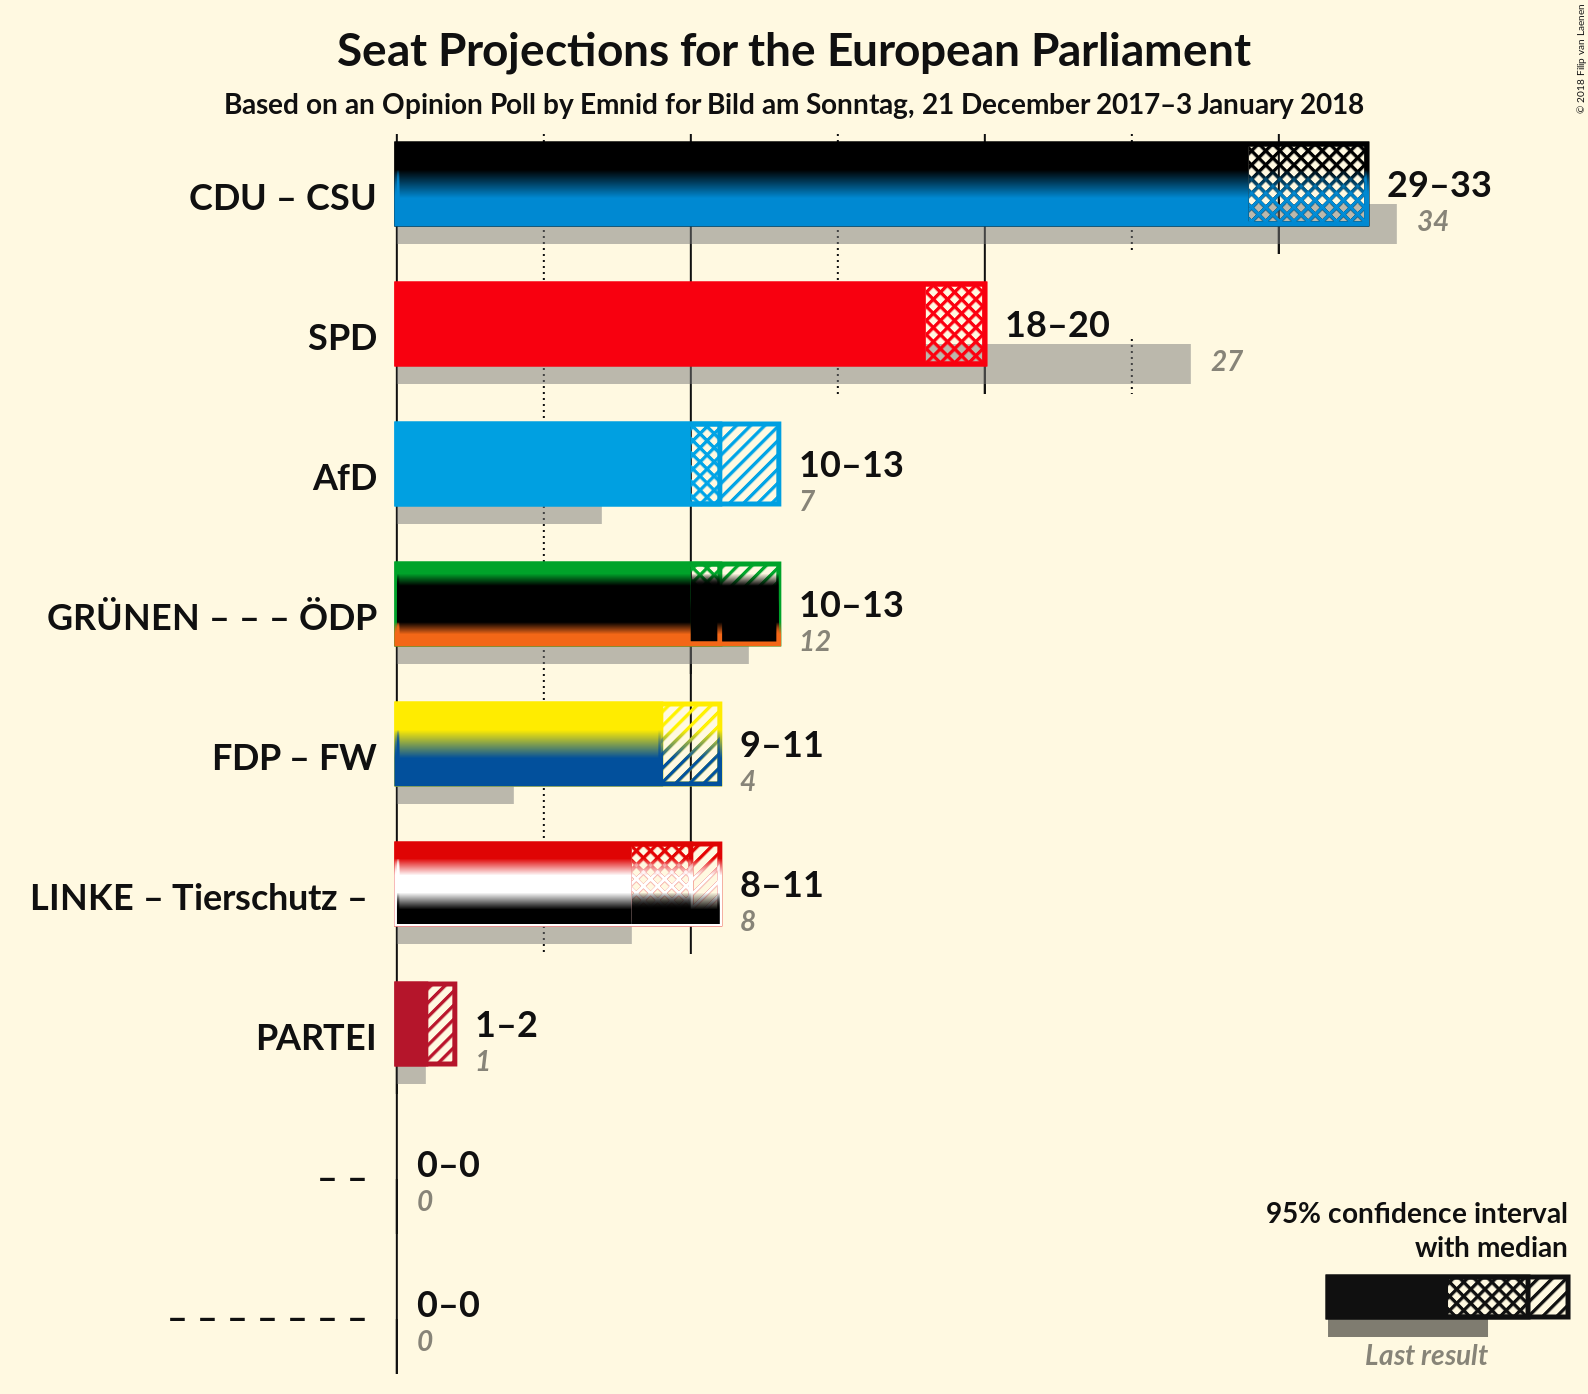 Seat Projections for the European Parliament
Based on an Opinion Poll by Emnid for Bild am Sonntag, 21 December 2017–3 January 2018
© 2018 Filip van Laenen
CDU – CSU
29–33
34
SPD
18–20
27
AfD
10–13
7
GRÜNEN – – – ÖDP
10–13
12
FDP – FW
9–11
4
LINKE – Tierschutz –
8–11
8
PARTEI
1–2
1
– –
0–0
0
– – – – – – –
0–0
0
95% confidence interval
with median
Last result